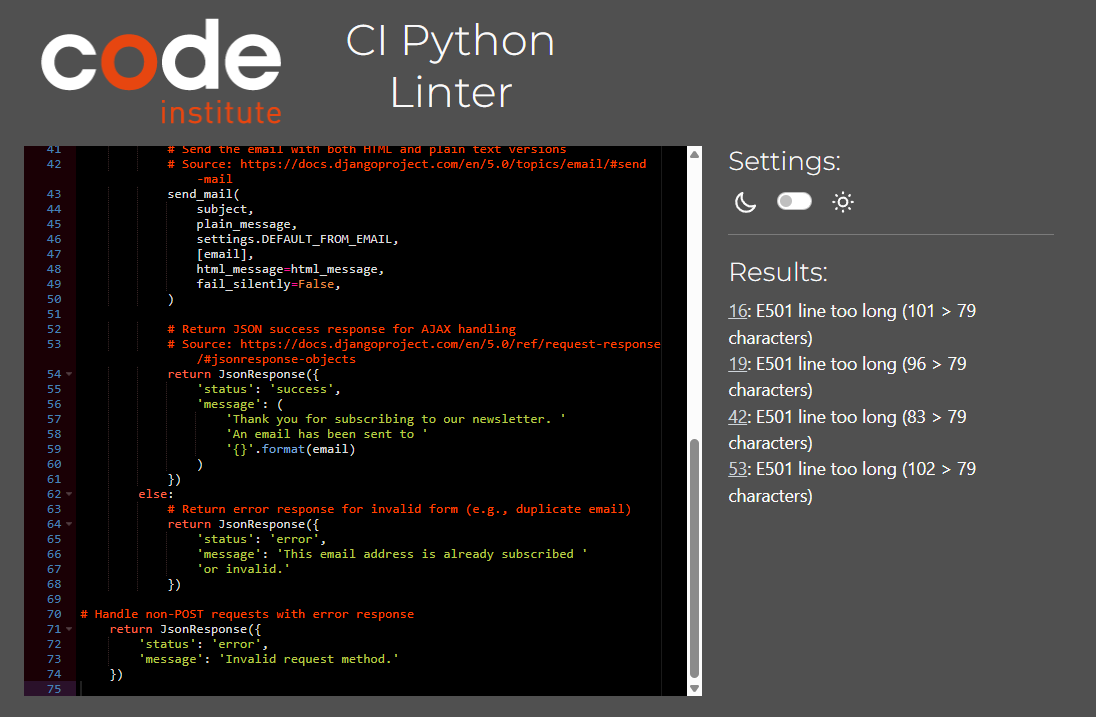 code
institute
CI Python
Linter
41 # Send the email with both HTML and plain text versions
42 # Source: https://docs.djangoproject.com/en/5.0/topics/email/#send
-mail
43 send_mail(
44 subject,
45 plain_message,
46 settings.DEFAULT_FROM_EMAIL,
47 [email],
48 html_message=html_message,
49 fail_silently=False,
50 )
51
52 # Return JSON success response for AJAX handling
53 # Source: https://docs.djangoproject.com/en/5.0/ref/request-response
/#jsonresponse-objects
54 return JsonResponse({
55 'status': 'success',
56 'message': (
57 'Thank you for subscribing to our newsletter. '
58 'An email has been sent to '
59 '{}'.format(email)
60 )
61 })
62 else:
63 # Return error response for invalid form (e.g., duplicate email)
64 return JsonResponse({
65 'status': 'error',
66 'message': 'This email address is already subscribed '
67 'or invalid.'
68 })
69
70 # Handle non-POST requests with error response
71 return JsonResponse({
72 'status': 'error',
73 'message': 'Invalid request method.'
74 })
75
Settings:
Results:
16: E501 line too long (101 > 79
characters)
19: E501 line too long (96 > 79
characters)
42: E501 line too long (83 > 79
characters)
53: E501 line too long (102 > 79
characters)